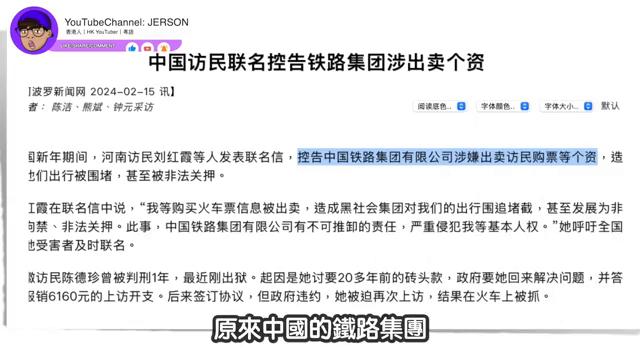 YouTubeChannel: JERSON
香港人 | HK YouTuber | 粵語
LIKE/SHARE/COMMENT
中国访民联名控告铁路集团涉出卖个资
波罗新闻网 2024-02-15 讯】
者： 陈洁、熊斌、钟元采访
阅读底色..
字体颜色..
字体大小..
默认
国新年期间，河南访民刘红霞等人发表联名信，控告中国铁路集团有限公司涉嫌出卖访民购票等个资，造
他们出行被围堵，甚至被非法关押。
红霞在联名信中说，“我等购买火车票信息被出卖，造成黑社会集团对我们的出行围追堵截，甚至发展为非
拘禁、非法关押。此事，中国铁路集团有限公司有不可推卸的责任，严重侵犯我等基本人权。”她呼吁全国
地受害者及时联名。
徽访民陈德珍曾被判刑1年，最近刚出狱。起因是她讨要20多年前的砖头款，政府要她回来解决问题，并答
报销6160元的上访开支。后来签订协议，但政府违约，她被迫再次上访，结果在火车上被抓。
原來中國的鐵路集團